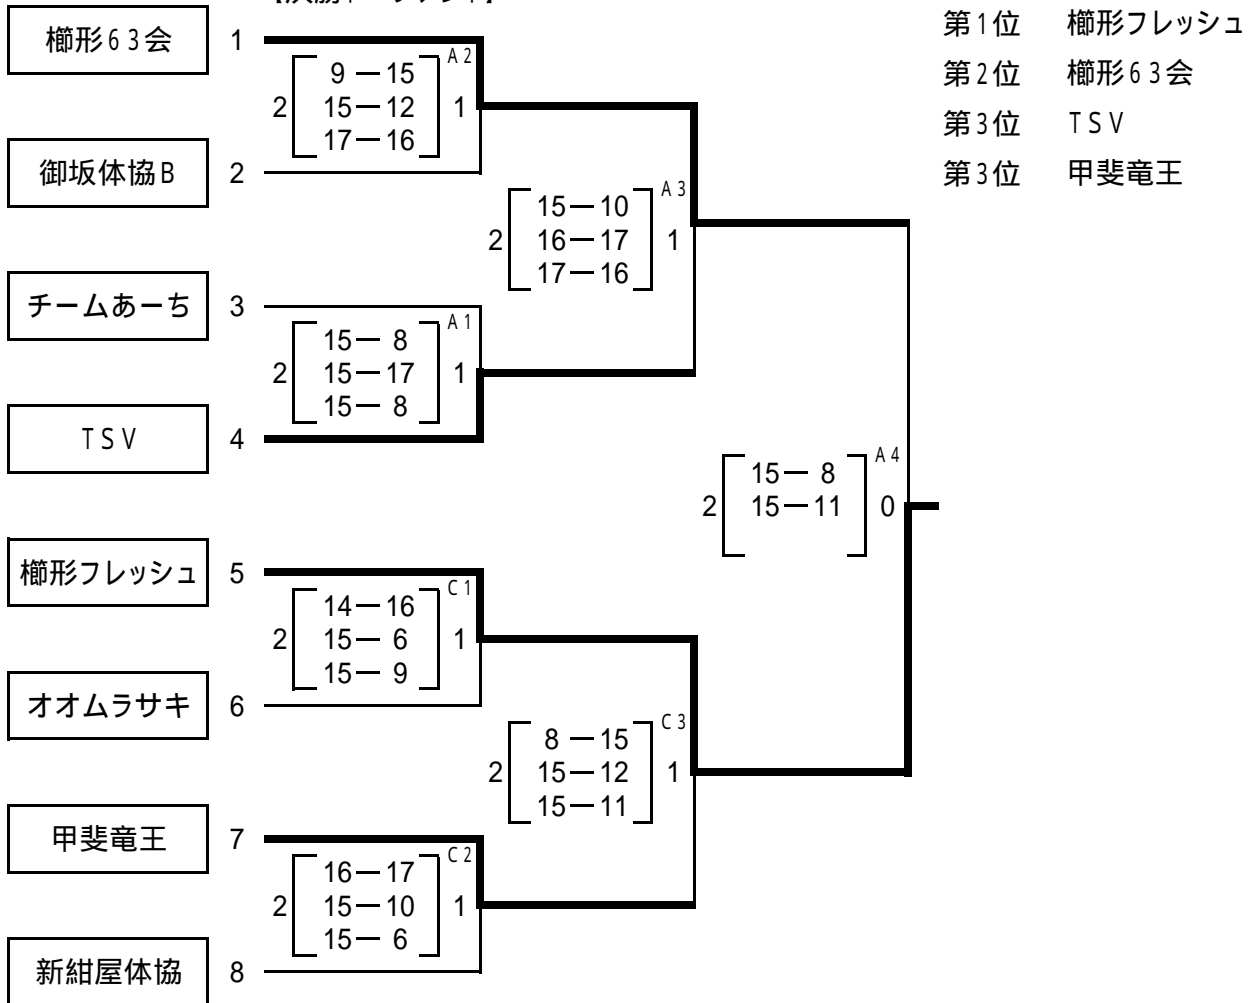 第1位 櫛形フレッシュ
第2位 櫛形63会
第3位 TSV
第3位 甲斐竜王
櫛形63会 1
A2
9 — 15
2 15 — 12 1
17 — 16
御坂体協B 2
A3
15 — 10
2 16 — 17 1
17 — 16
チームあーち 3
A1
15 — 8
2 15 — 17 1
15 — 8
TSV 4
A4
15 — 8
2 15 — 11 0
櫛形フレッシュ 5
C1
14 — 16
2 15 — 6 1
15 — 9
オオムラサキ 6
C3
8 — 15
2 15 — 12 1
15 — 11
甲斐竜王 7
C2
16 — 17
2 15 — 10 1
15 — 6
新紺屋体協 8